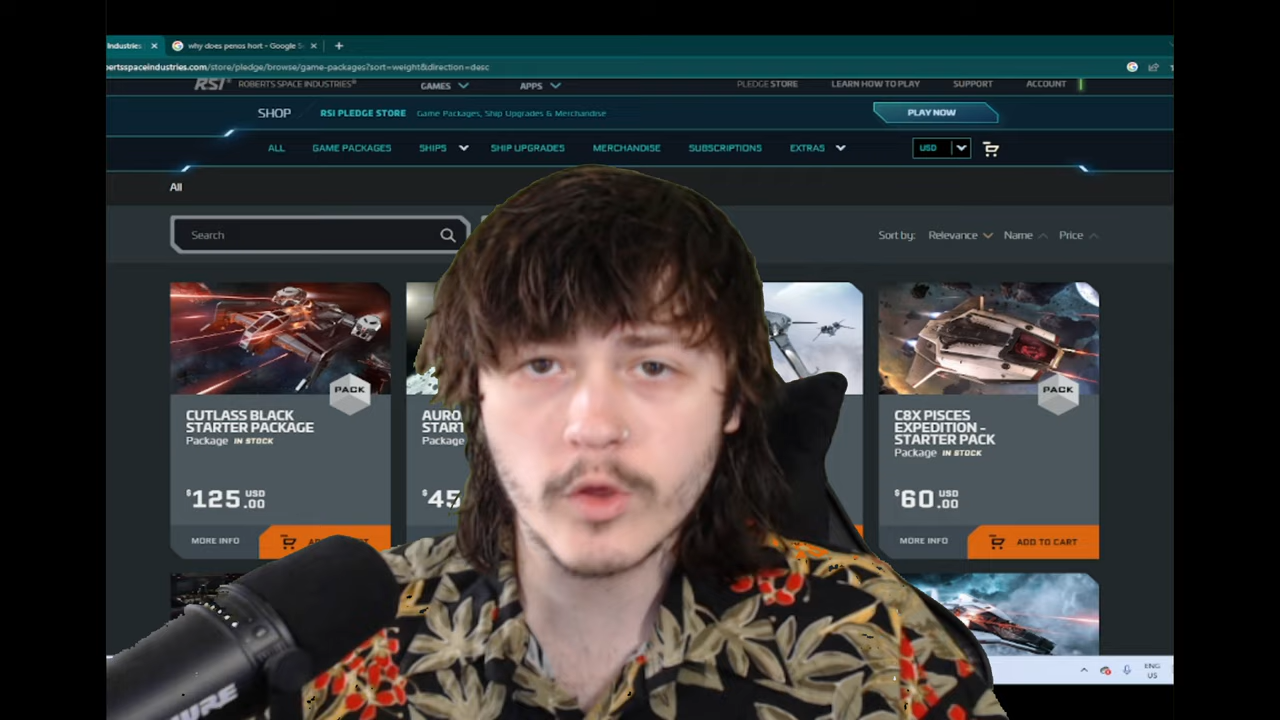 Industries
why does penos hort - Google S
bertsspaceindustries.com/store/pledge/browse/game-packages?sort=weight&direction=desc
RSI ROBERTS SPACE INDUSTRIES®
GAMES APPS PLEDGE STORE LEARN HOW TO PLAY SUPPORT ACCOUNT
SHOP RSI PLEDGE STORE Game Packages, Ship Upgrades & Merchandise PLAY NOW
ALL GAME PACKAGES SHIPS SHIP UPGRADES MERCHANDISE SUBSCRIPTIONS EXTRAS USD
All
Search
Sort by: Relevance Name Price
PACK
CUTLASS BLACK
STARTER PACKAGE
Package IN STOCK
$125 USD .00
MORE INFO
AURO
START
Package
$45
PACK
C8X PISCES
EXPEDITION -
STARTER PACK
Package IN STOCK
$60 USD .00
MORE INFO ADD TO CART
ENG
US